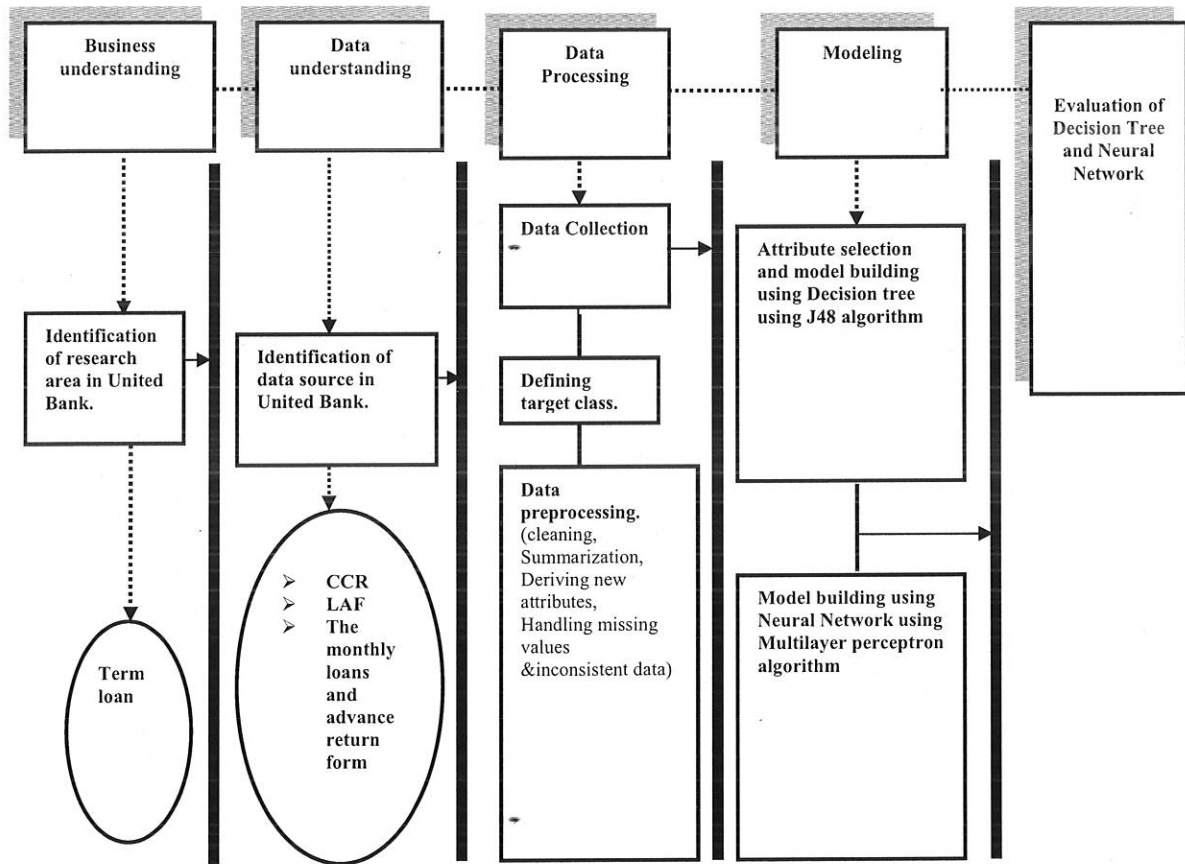 Business
understanding
Data
understanding
Data
Processing
Modeling
Evaluation of
Decision Tree
and Neural
Network
Identification
of research
area in United
Bank.
Term
loan
Identification of
data source in
United Bank.
➢ CCR
➢ LAF
➢ The
monthly
loans
and
advance
return
form
Data Collection
Defining
target class.
Data
preprocessing.
(cleaning,
Summarization,
Deriving new
attributes,
Handling missing
values
&inconsistent data)
Attribute selection
and model building
using Decision tree
using J48 algorithm
Model building using
Neural Network using
Multilayer perceptron
algorithm